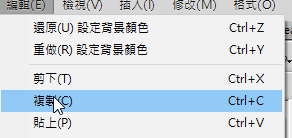 編輯(E) 檢視(V) 插入(I) 修改(M) 格式(O)
還原(U) 設定背景顏色 Ctrl+Z
重做(R) 設定背景顏色 Ctrl+Y
剪下(T) Ctrl+X
複製(C) Ctrl+C
貼上(P) Ctrl+V